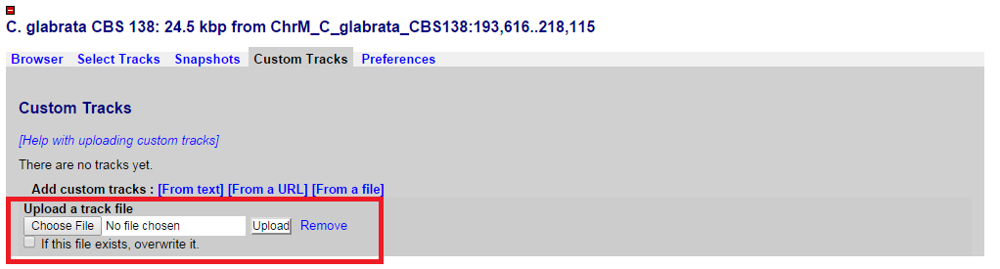 C. glabrata CBS 138: 24.5 kbp from ChrM_C_glabrata_CBS138:193,616..218,115
Browser Select Tracks Snapshots Custom Tracks Preferences
Custom Tracks
[Help with uploading custom tracks]
There are no tracks yet.
Add custom tracks : [From text] [From a URL] [From a file]
Upload a track file
Choose File No file chosen Upload Remove
If this file exists, overwrite it.